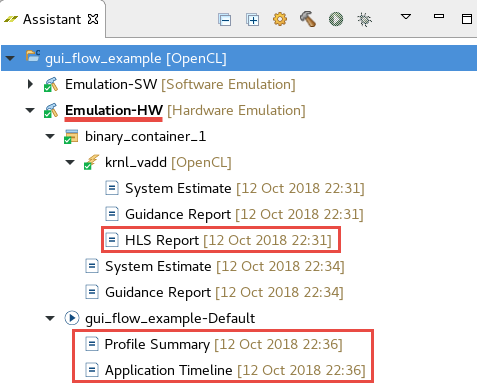 Assistant
gui_flow_example [OpenCL]
Emulation-SW [Software Emulation]
Emulation-HW [Hardware Emulation]
binary_container_1
krnl_vadd [OpenCL]
System Estimate [12 Oct 2018 22:31]
Guidance Report [12 Oct 2018 22:31]
HLS Report [12 Oct 2018 22:31]
System Estimate [12 Oct 2018 22:34]
Guidance Report [12 Oct 2018 22:34]
gui_flow_example-Default
Profile Summary [12 Oct 2018 22:36]
Application Timeline [12 Oct 2018 22:36]